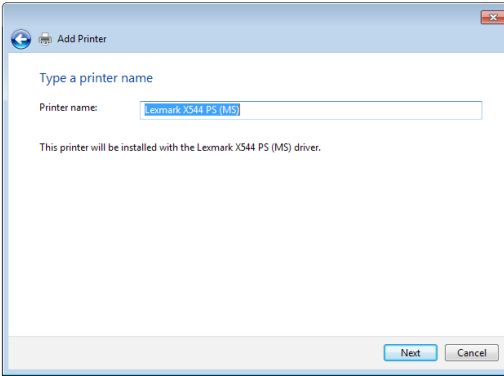 Add Printer
Type a printer name
Printer name: Lexmark X544 PS (MS)
This printer will be installed with the Lexmark X544 PS (MS) driver.
Next Cancel